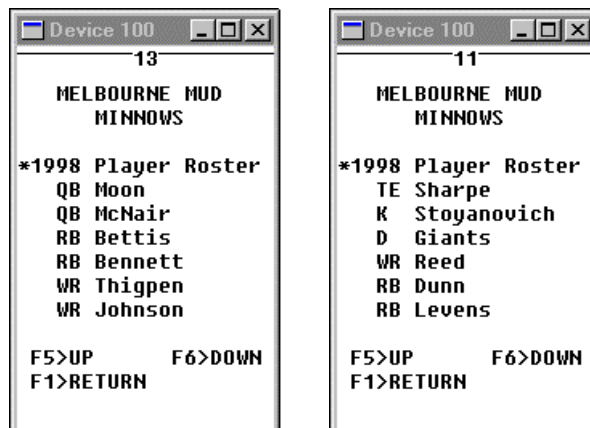 Device 100
13
MELBOURNE MUD
MINNOWS
*1998 Player Roster
QB Moon
QB McNair
RB Bettis
RB Bennett
WR Thigpen
WR Johnson
F5>UP F6>DOWN
F1>RETURN
Device 100
11
MELBOURNE MUD
MINNOWS
*1998 Player Roster
TE Sharpe
K Stoyanovich
D Giants
WR Reed
RB Dunn
RB Levens
F5>UP F6>DOWN
F1>RETURN